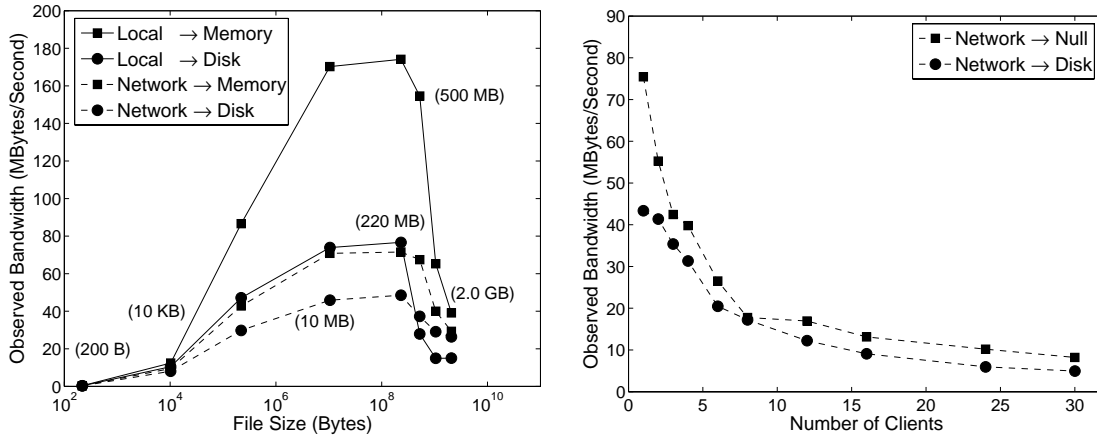 200
180
160
140
120
100
80
60
40
20
0
Observed Bandwidth (MBytes/Second)
Local → Memory
Local → Disk
Network → Memory
Network → Disk
(500 MB)
(220 MB)
(10 KB)
(2.0 GB)
(10 MB)
(200 B)
10^2 10^4 10^6 10^8 10^10
File Size (Bytes)
90
80
70
60
50
40
30
20
10
0
Observed Bandwidth (MBytes/Second)
Network → Null
Network → Disk
0 5 10 15 20 25 30
Number of Clients